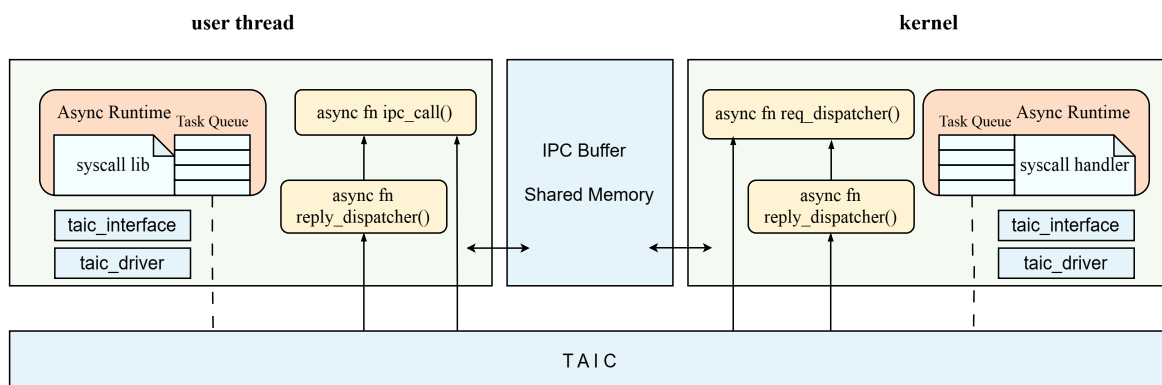 user thread
kernel
Async Runtime
Task Queue
syscall lib
taic_interface
taic_driver
async fn ipc_call()
async fn
reply_dispatcher()
IPC Buffer
Shared Memory
async fn req_dispatcher()
async fn
reply_dispatcher()
Task Queue
Async Runtime
syscall handler
taic_interface
taic_driver
TAIC